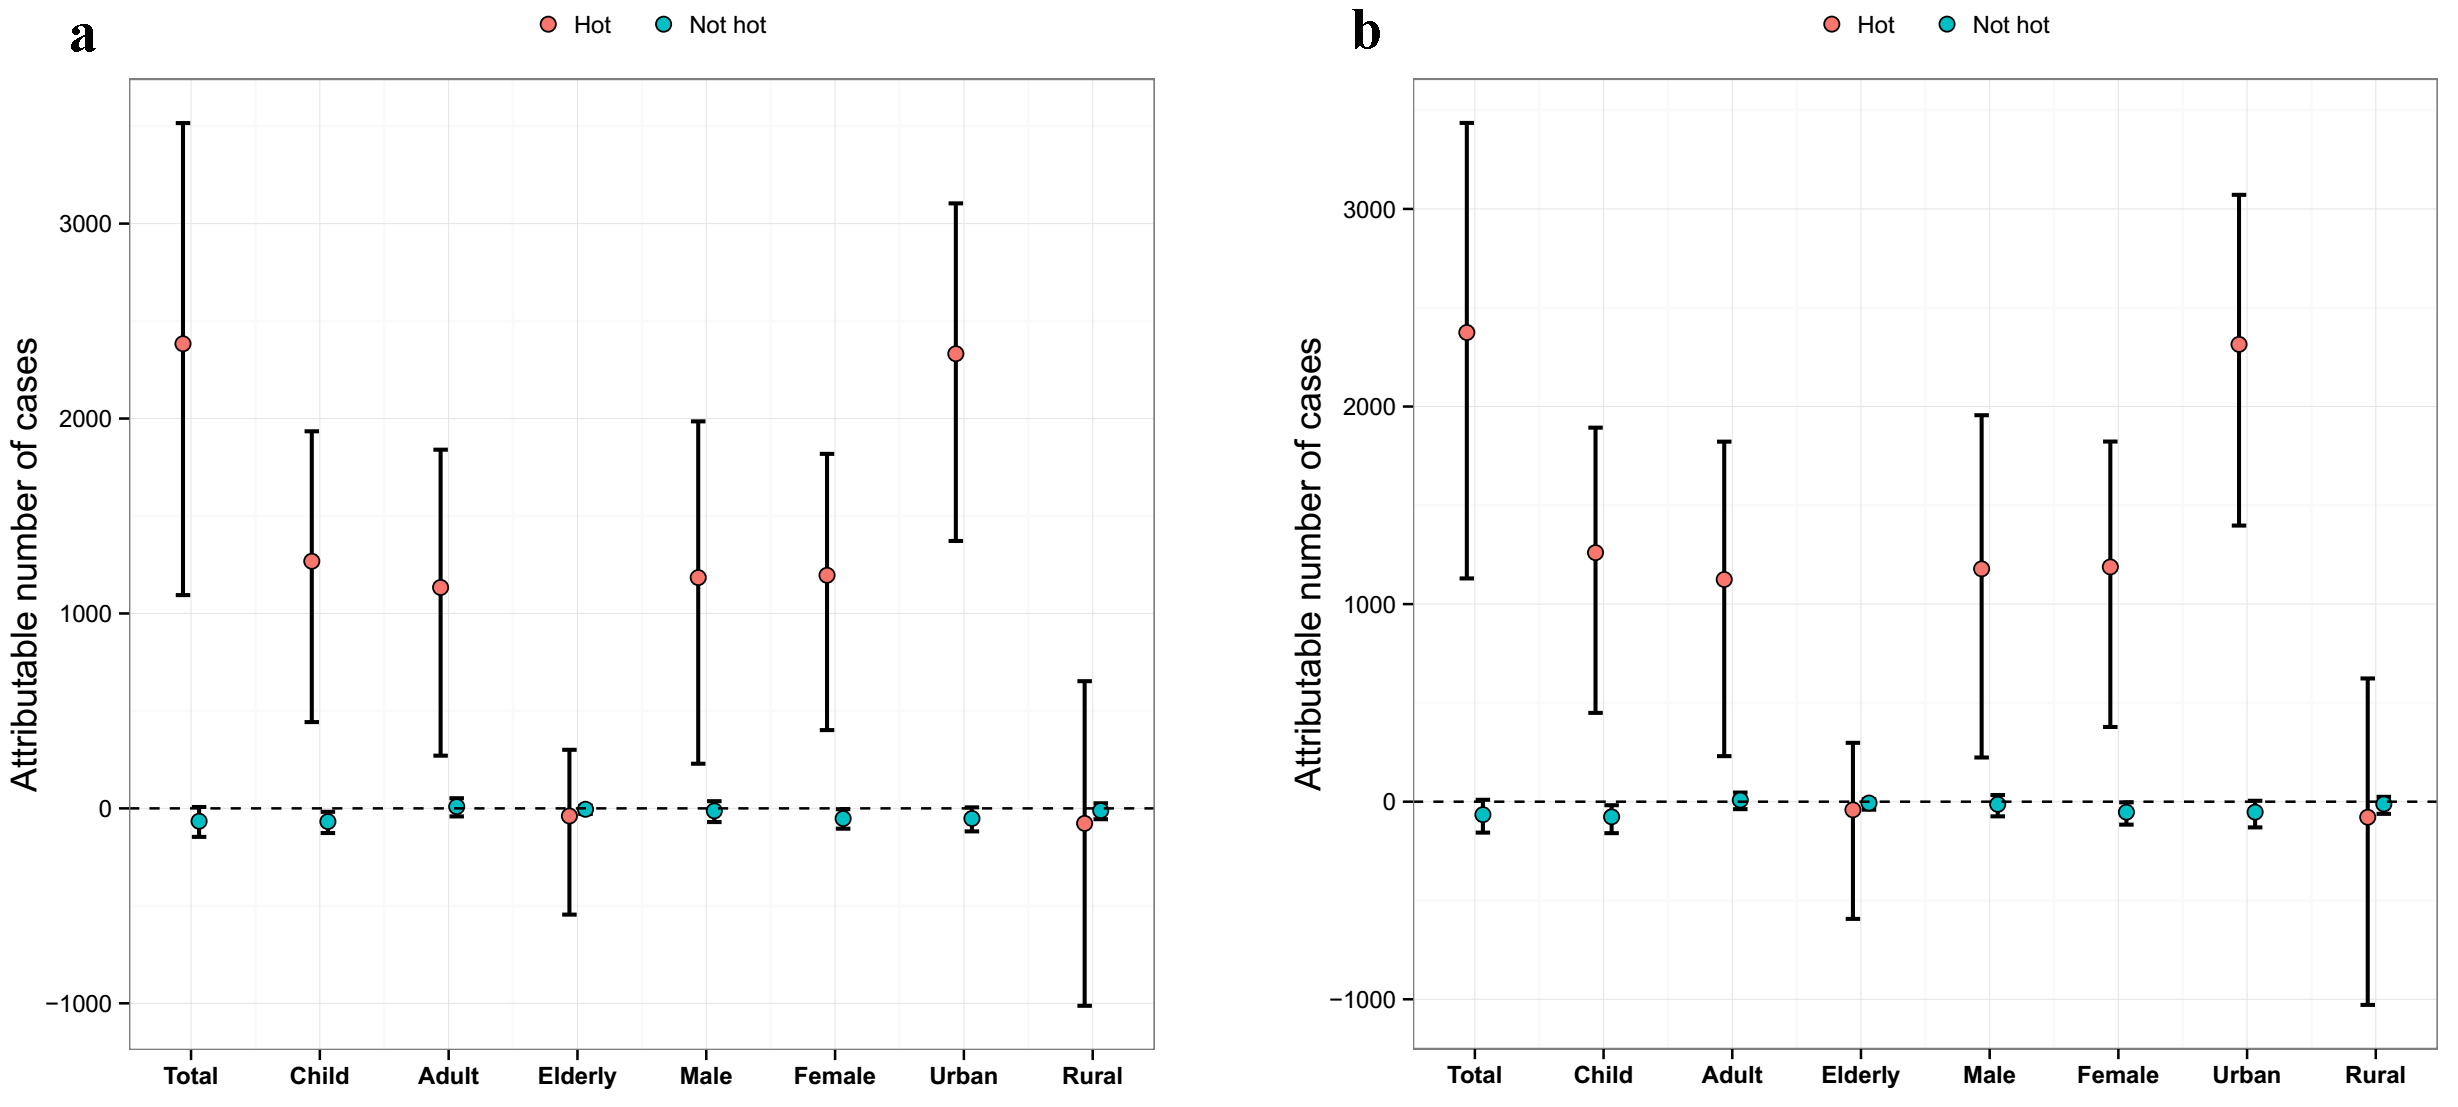 a
Hot Not hot
Attributable number of cases
3000
2000
1000
0
−1000
Total Child Adult Elderly Male Female Urban Rural
b
Hot Not hot
Attributable number of cases
3000
2000
1000
0
−1000
Total Child Adult Elderly Male Female Urban Rural